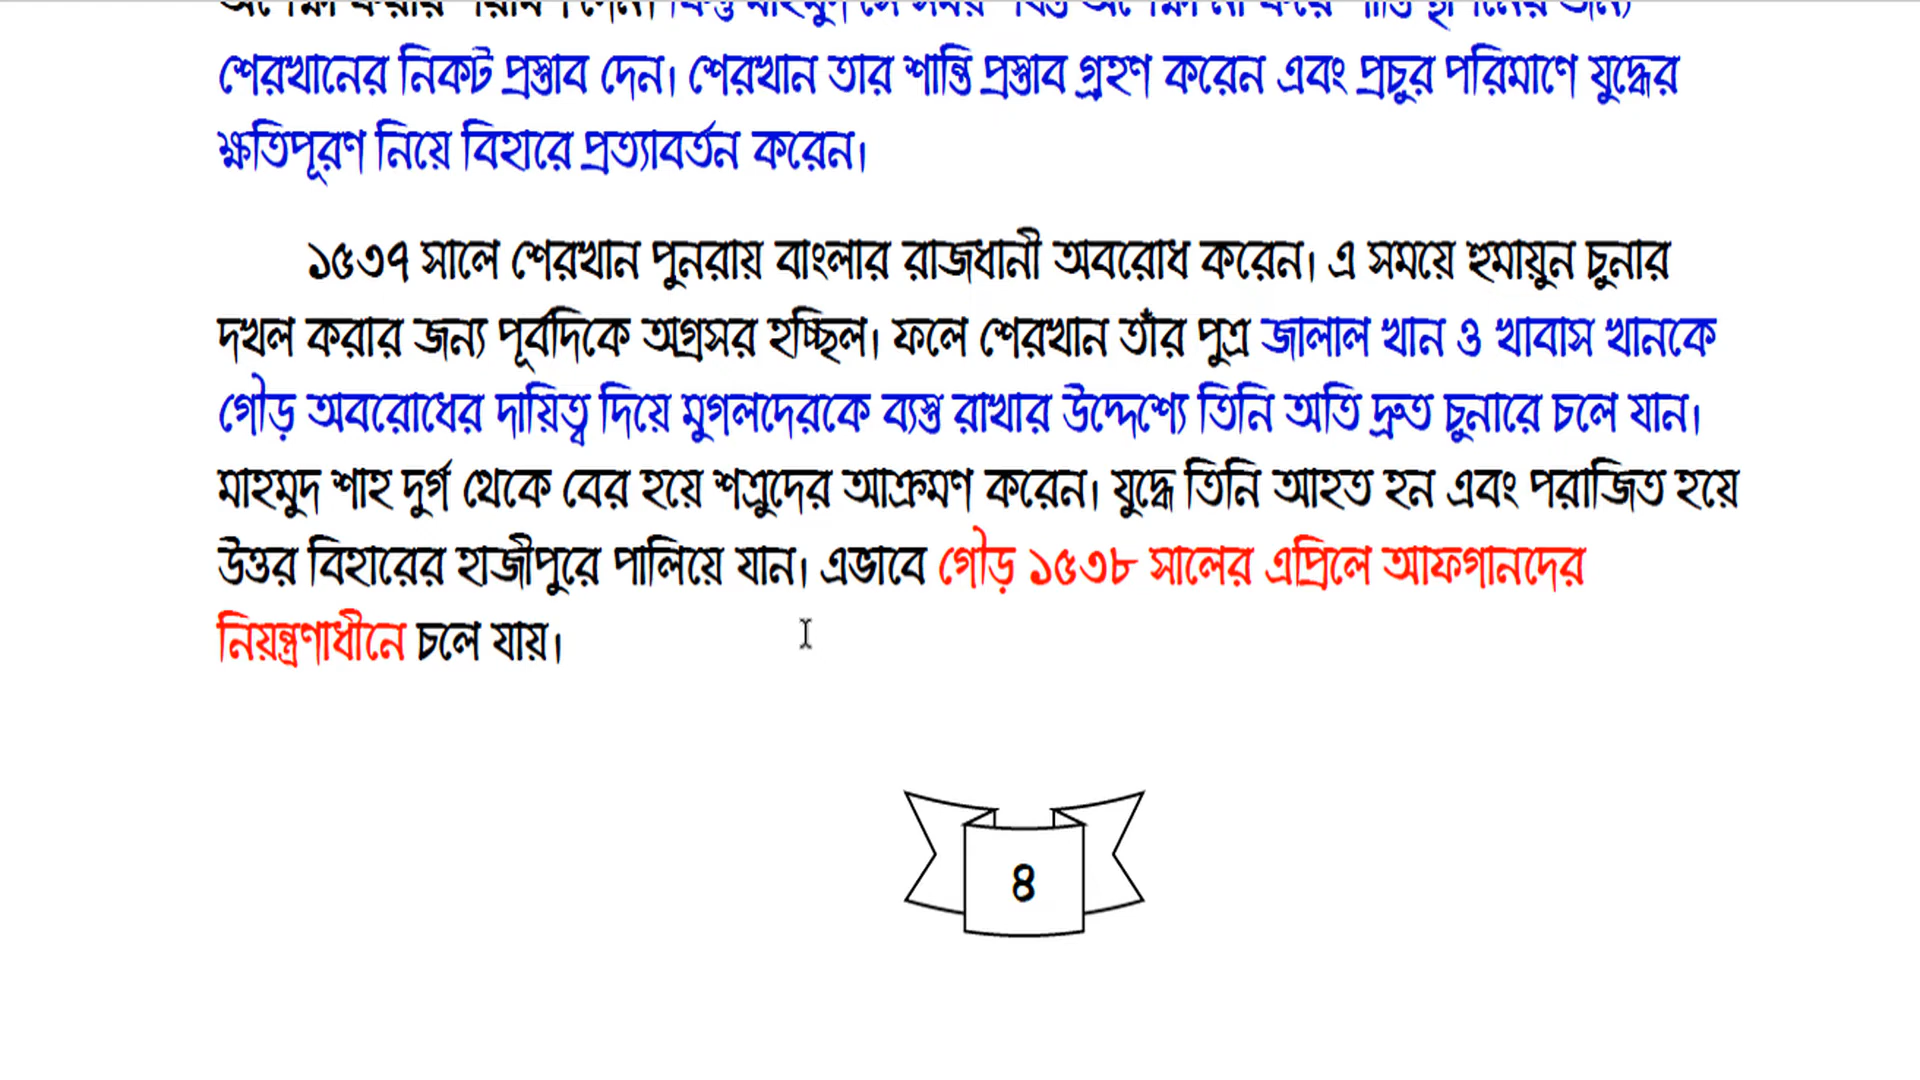 শেরখানের নিকট প্রস্তাব দেন। শেরখান তার শান্তি প্রস্তাব গ্রহণ করেন এবং প্রচুর পরিমাণে যুদ্ধের
ক্ষতিপূরণ নিয়ে বিহারে প্রত্যাবর্তন করেন।
১৫৩৭ সালে শেরখান পুনরায় বাংলার রাজধানী অবরোধ করেন। এ সময়ে হুমায়ুন চুনার
দখল করার জন্য পূর্বদিকে অগ্রসর হচ্ছিল। ফলে শেরখান তাঁর পুত্র জালাল খান ও খাবাস খানকে
গৌড় অবরোধের দায়িত্ব দিয়ে মুগলদেরকে ব্যস্ত রাখার উদ্দেশ্যে তিনি অতি দ্রুত চুনারে চলে যান।
মাহমুদ শাহ দুর্গ থেকে বের হয়ে শত্রুদের আক্রমণ করেন। যুদ্ধে তিনি আহত হন এবং পরাজিত হয়ে
উত্তর বিহারের হাজীপুরে পালিয়ে যান। এভাবে গৌড় ১৫৩৮ সালের এপ্রিলে আফগানদের
নিয়ন্ত্রণাধীনে চলে যায়।
৪